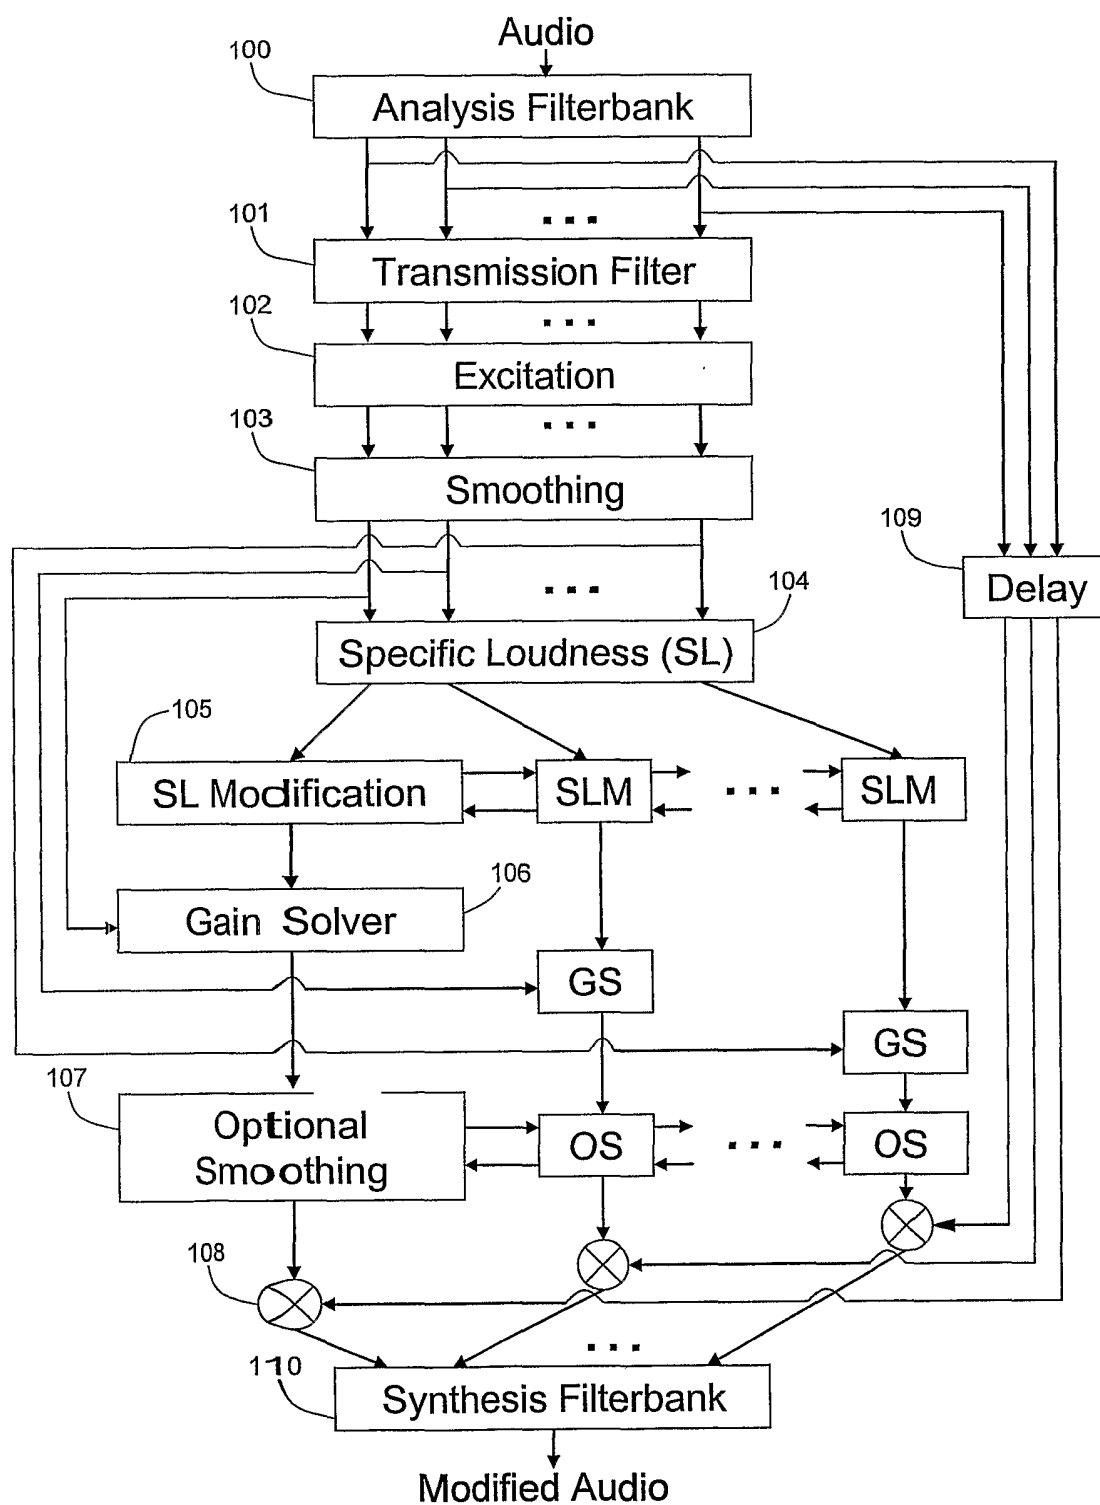 Audio
100
Analysis Filterbank
101
...
Transmission Filter
102
...
Excitation
103
...
Smoothing
109
Delay
...
104
Specific Loudness (SL)
105
SL Modification
SLM
...
SLM
106
Gain Solver
GS
GS
107
Optional
Smoothing
OS
...
OS
108
...
110
Synthesis Filterbank
Modified Audio